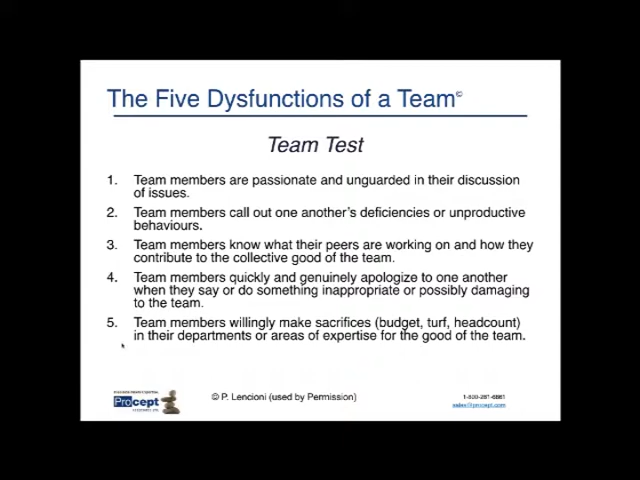 The Five Dysfunctions of a Team©
Team Test
1. Team members are passionate and unguarded in their discussion
of issues.
2. Team members call out one another's deficiencies or unproductive
behaviours.
3. Team members know what their peers are working on and how they
contribute to the collective good of the team.
4. Team members quickly and genuinely apologize to one another
when they say or do something inappropriate or possibly damaging
to the team.
5. Team members willingly make sacrifices (budget, turf, headcount)
in their departments or areas of expertise for the good of the team.
Procept
© P. Lencioni (used by Permission)
sales@procept.com